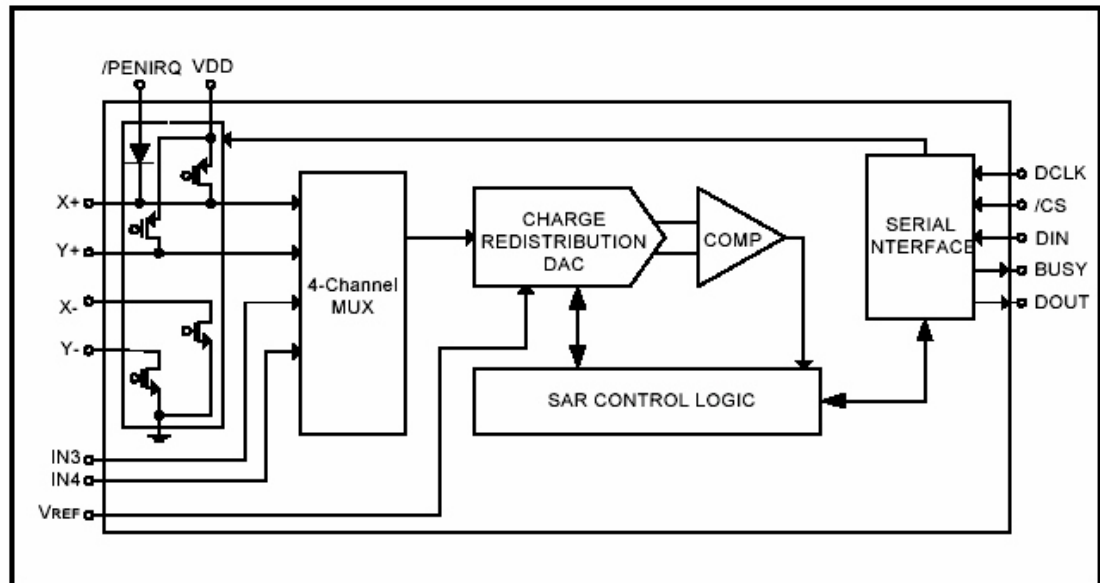 /PENIRQ VDD
X+
Y+
X-
Y-
IN3
IN4
VREF
4-Channel
MUX
CHARGE
REDISTRIBUTION
DAC
COMP
SAR CONTROL LOGIC
SERIAL
NTERFACE
DCLK
/CS
DIN
BUSY
DOUT